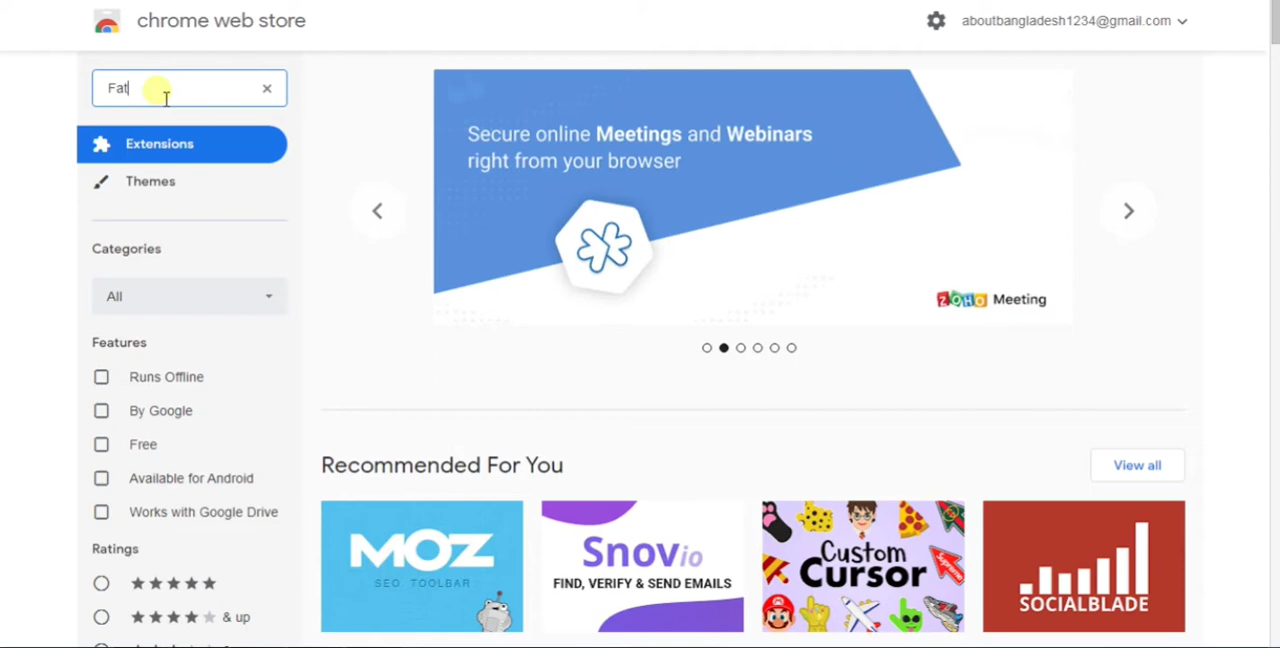 chrome web store
aboutbangladesh1234@gmail.com
Fat
Extensions
Themes
Categories
All
Features
Runs Offline
By Google
Free
Available for Android
Works with Google Drive
Ratings
& up
Secure online Meetings and Webinars
right from your browser
ZOHO Meeting
Recommended For You
View all
MOZ
SEO TOOLBAR
Snovio
FIND, VERIFY & SEND EMAILS
Custom
Cursor
Supreme
SOCIALBLADE